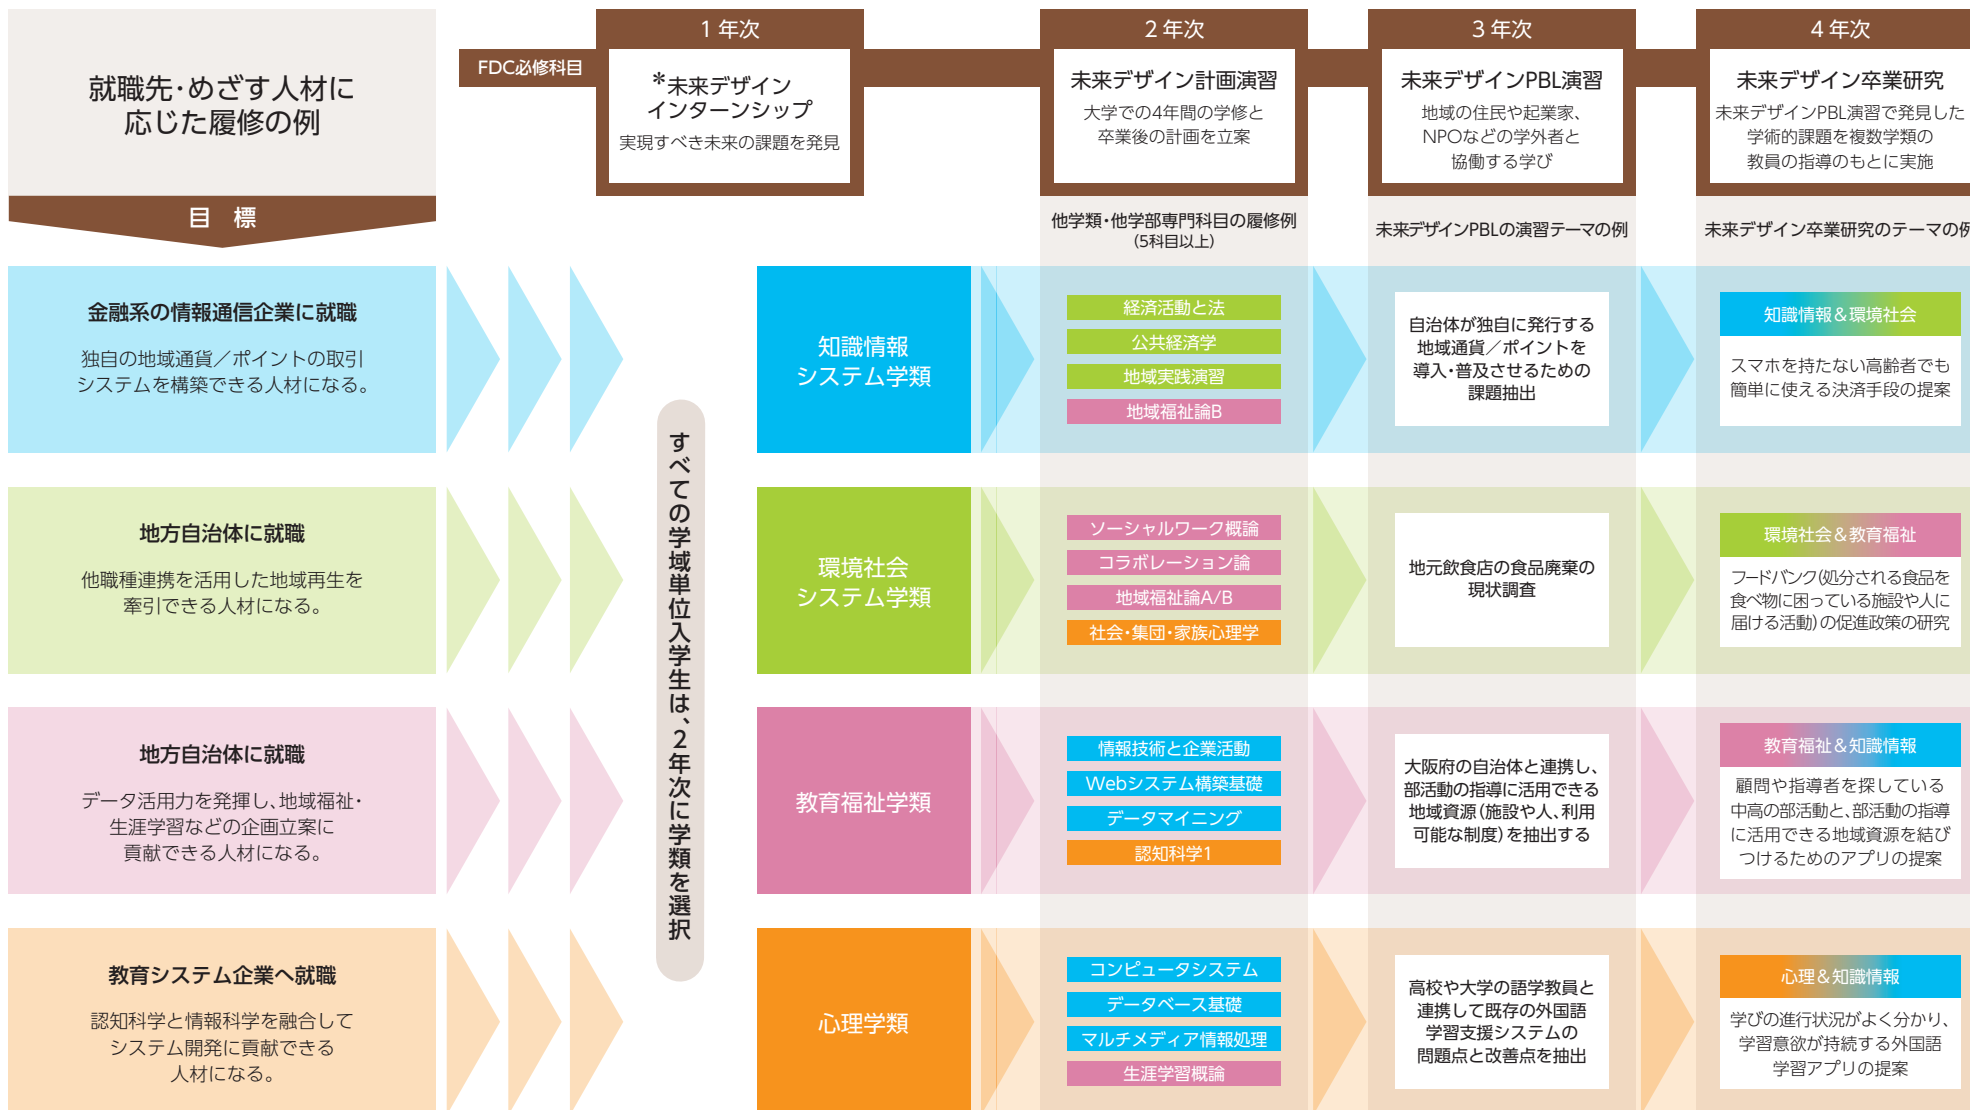 就職先・めざす人材に
応じた履修の例
目 標
FDC必修科目
1 年次
*未来デザイン
インターンシップ
実現すべき未来の課題を発見
2 年次
未来デザイン計画演習
大学での4年間の学修と
卒業後の計画を立案
3 年次
未来デザインPBL演習
地域の住民や起業家、
NPOなどの学外者と
協働する学び
4 年次
未来デザイン卒業研究
未来デザインPBL演習で発見した
学術的課題を複数学類の
教員の指導のもとに実施
他学類・他学部専門科目の履修例
(5科目以上)
未来デザインPBLの演習テーマの例
未来デザイン卒業研究のテーマの例
金融系の情報通信企業に就職
独自の地域通貨／ポイントの取引
システムを構築できる人材になる。
すべての学域単位入学生は、2年次に学類を選択
知識情報
システム学類
経済活動と法
公共経済学
地域実践演習
地域福祉論B
自治体が独自に発行する
地域通貨／ポイントを
導入・普及させるための
課題抽出
知識情報＆環境社会
スマホを持たない高齢者でも
簡単に使える決済手段の提案
地方自治体に就職
他職種連携を活用した地域再生を
牽引できる人材になる。
環境社会
システム学類
ソーシャルワーク概論
コラボレーション論
地域福祉論A/B
社会・集団・家族心理学
地元飲食店の食品廃棄の
現状調査
環境社会＆教育福祉
フードバンク(処分される食品を
食べ物に困っている施設や人に
届ける活動)の促進政策の研究
地方自治体に就職
データ活用力を発揮し、地域福祉・
生涯学習などの企画立案に
貢献できる人材になる。
教育福祉学類
情報技術と企業活動
Webシステム構築基礎
データマイニング
認知科学1
大阪府の自治体と連携し、
部活動の指導に活用できる
地域資源(施設や人、利用
可能な制度)を抽出する
教育福祉＆知識情報
顧問や指導者を探している
中高の部活動と、部活動の指導
に活用できる地域資源を結び
つけるためのアプリの提案
教育システム企業へ就職
認知科学と情報科学を融合して
システム開発に貢献できる
人材になる。
心理学類
コンピュータシステム
データベース基礎
マルチメディア情報処理
生涯学習概論
高校や大学の語学教員と
連携して既存の外国語
学習支援システムの
問題点と改善点を抽出
心理＆知識情報
学びの進行状況がよく分かり、
学習意欲が持続する外国語
学習アプリの提案